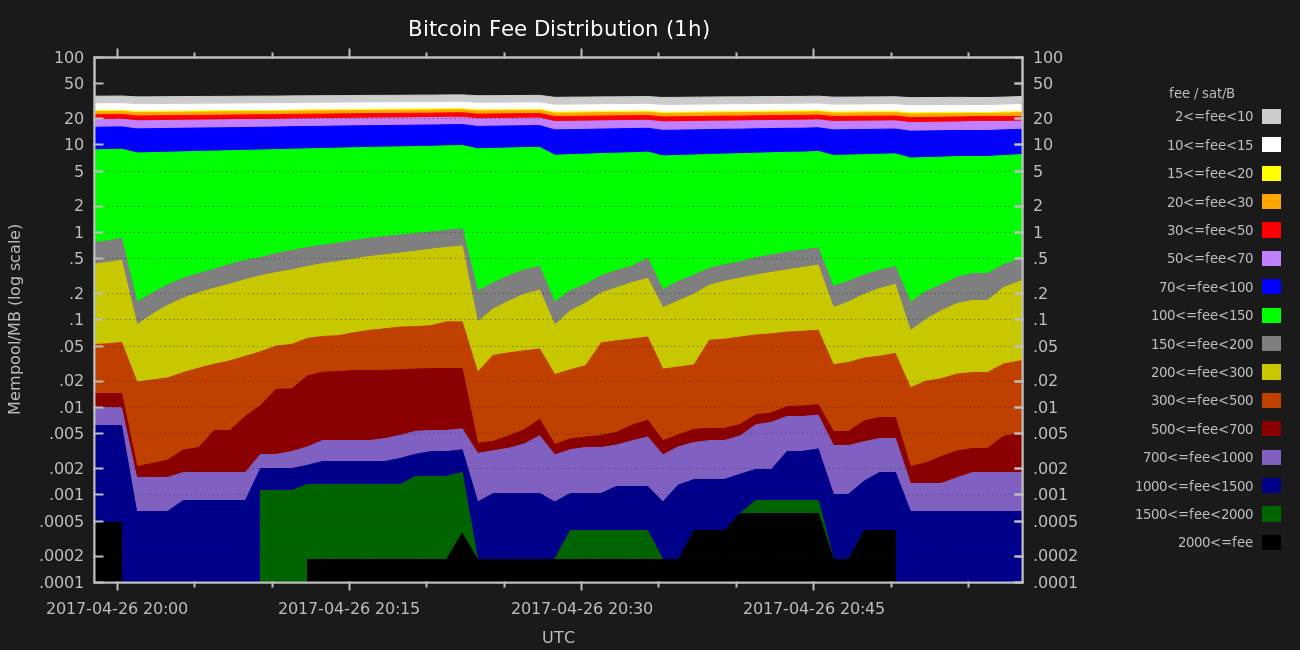 Bitcoin Fee Distribution (1h)
100 100
50 50
20 20
10 10
5 5
2 2
1 1
.5 .5
.2 .2
.1 .1
.05 .05
.02 .02
.01 .01
.005 .005
.002 .002
.001 .001
.0005 .0005
.0002 .0002
.0001 .0001
Mempool/MB (log scale)
2017-04-26 20:00 2017-04-26 20:15 2017-04-26 20:30 2017-04-26 20:45
UTC
fee / sat/B
2<=fee<10
10<=fee<15
15<=fee<20
20<=fee<30
30<=fee<50
50<=fee<70
70<=fee<100
100<=fee<150
150<=fee<200
200<=fee<300
300<=fee<500
500<=fee<700
700<=fee<1000
1000<=fee<1500
1500<=fee<2000
2000<=fee